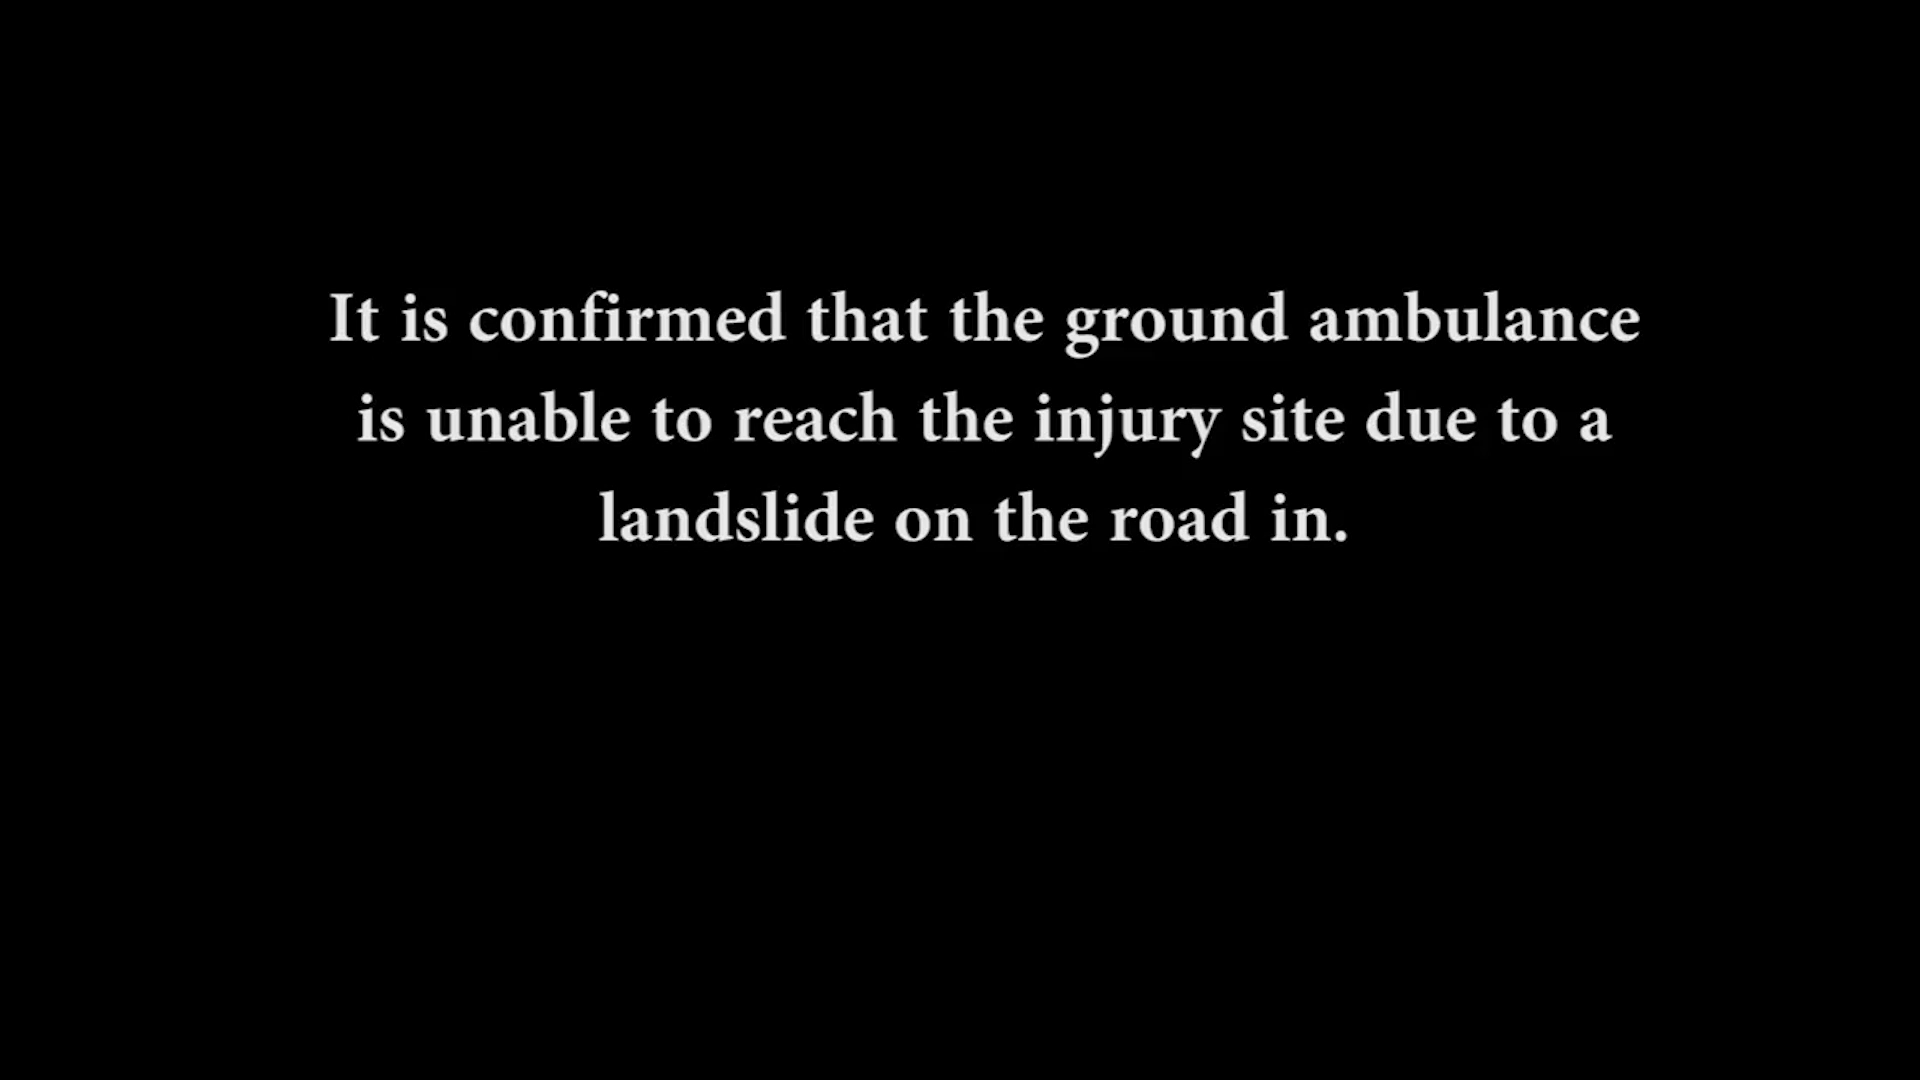 It is confirmed that the ground ambulance
is unable to reach the injury site due to a
landslide on the road in.